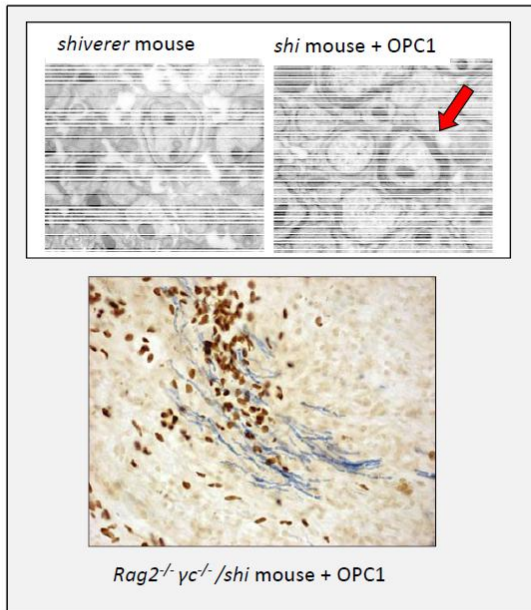 shiverer mouse
shi mouse + OPC1
Rag2-/- γc-/-/shi mouse + OPC1